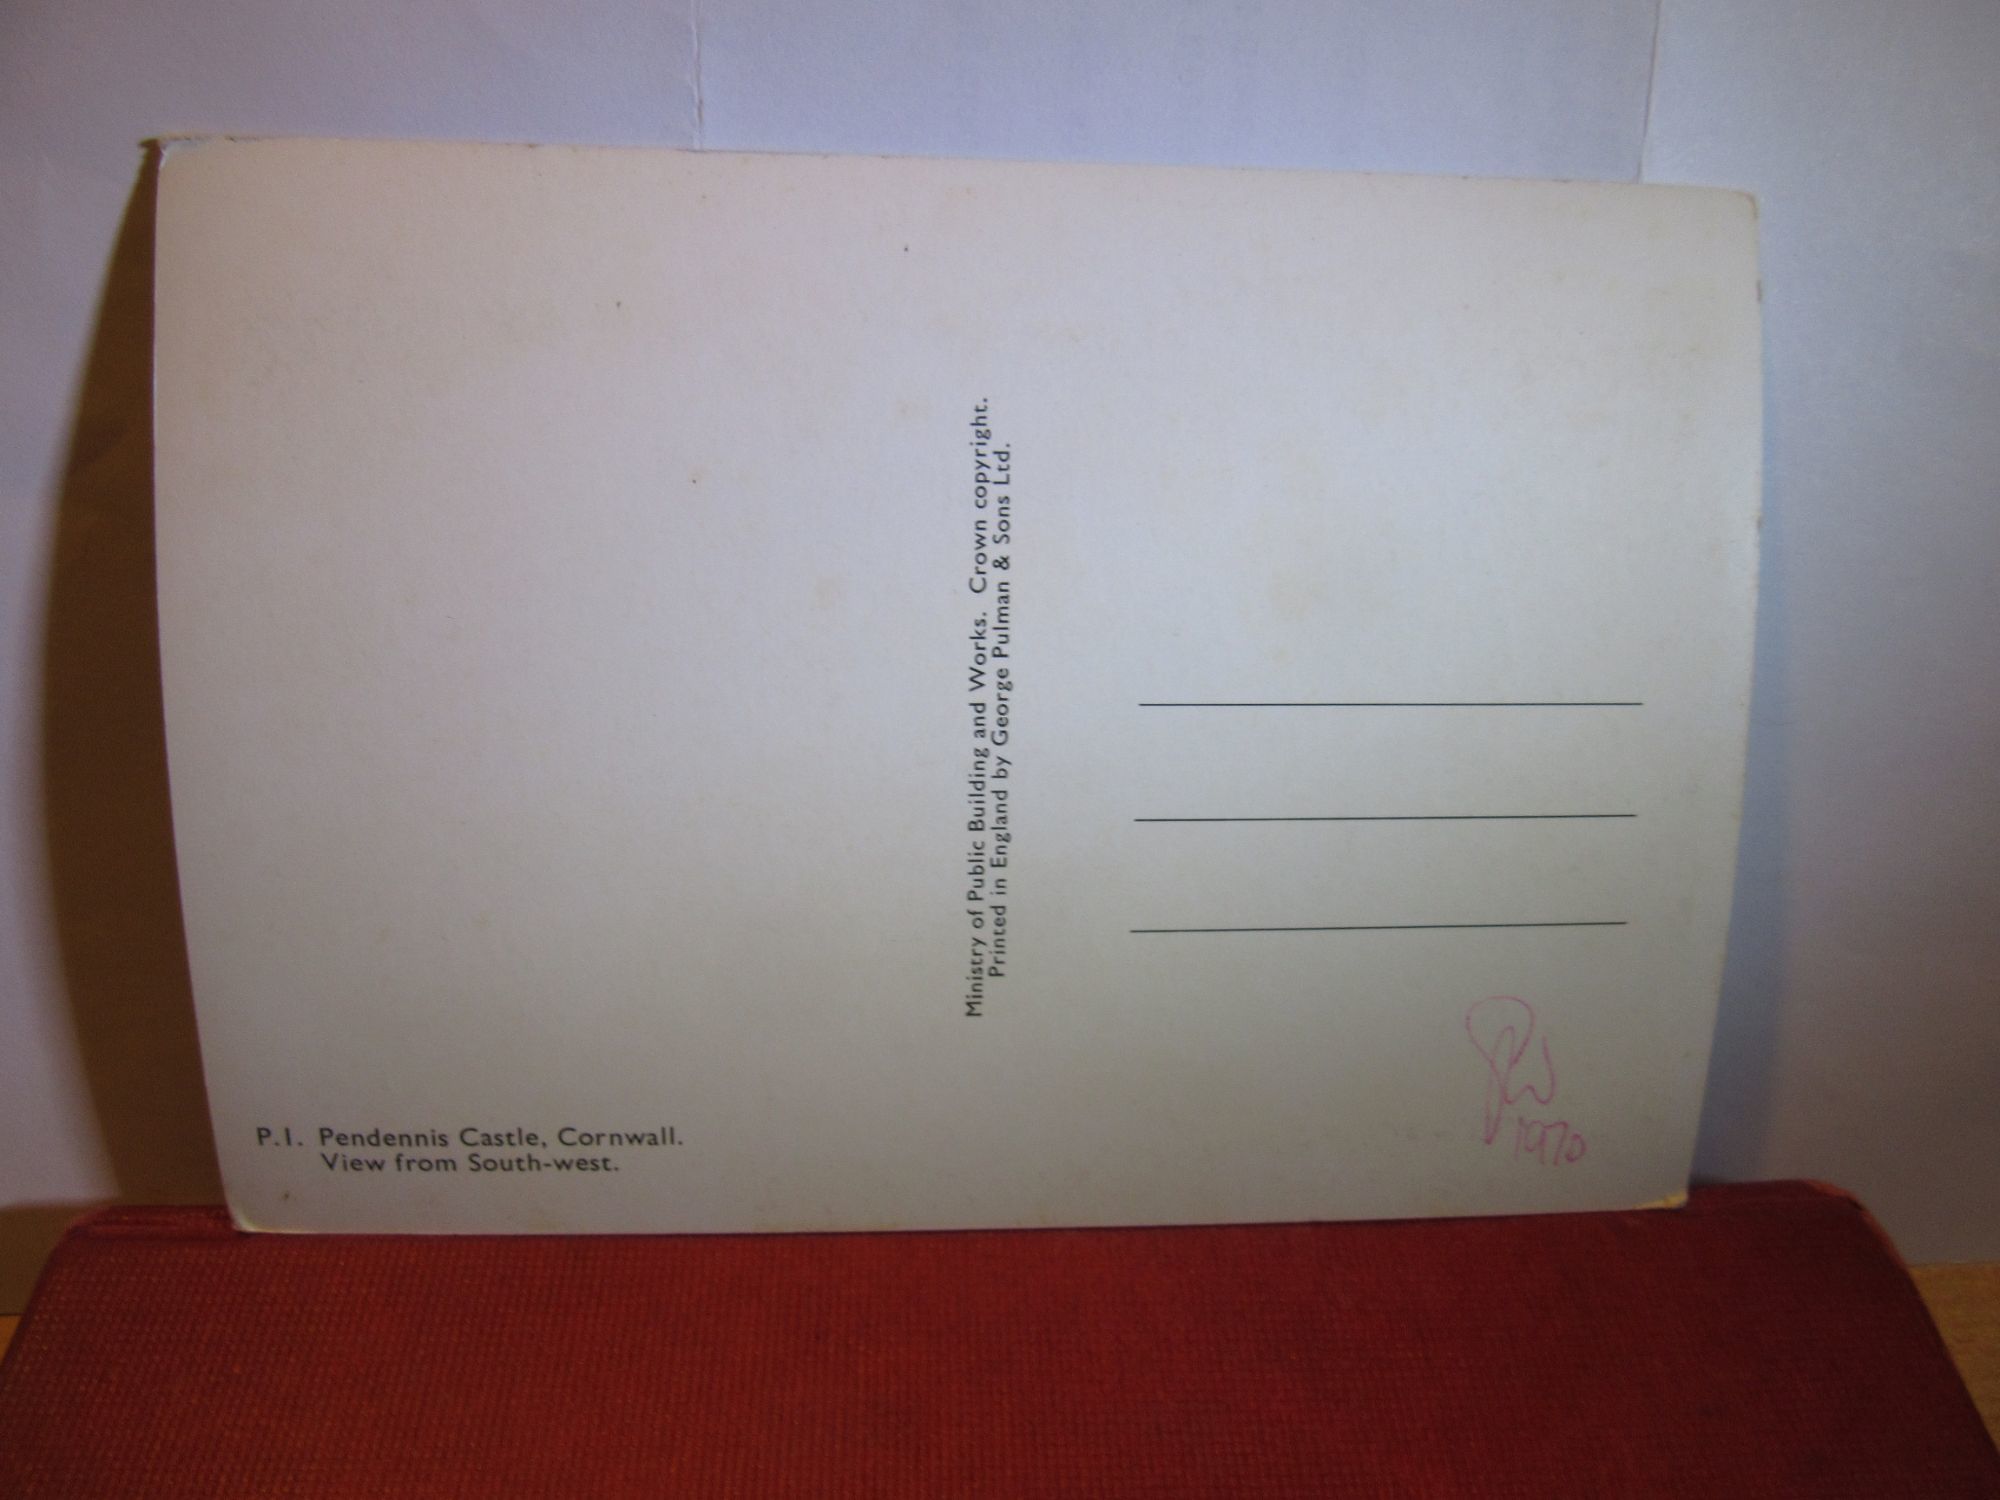 Ministry of Public Building and Works. Crown copyright.
Printed in England by George Pulman & Sons Ltd.
P.1. Pendennis Castle, Cornwall.
View from South-west.
1970